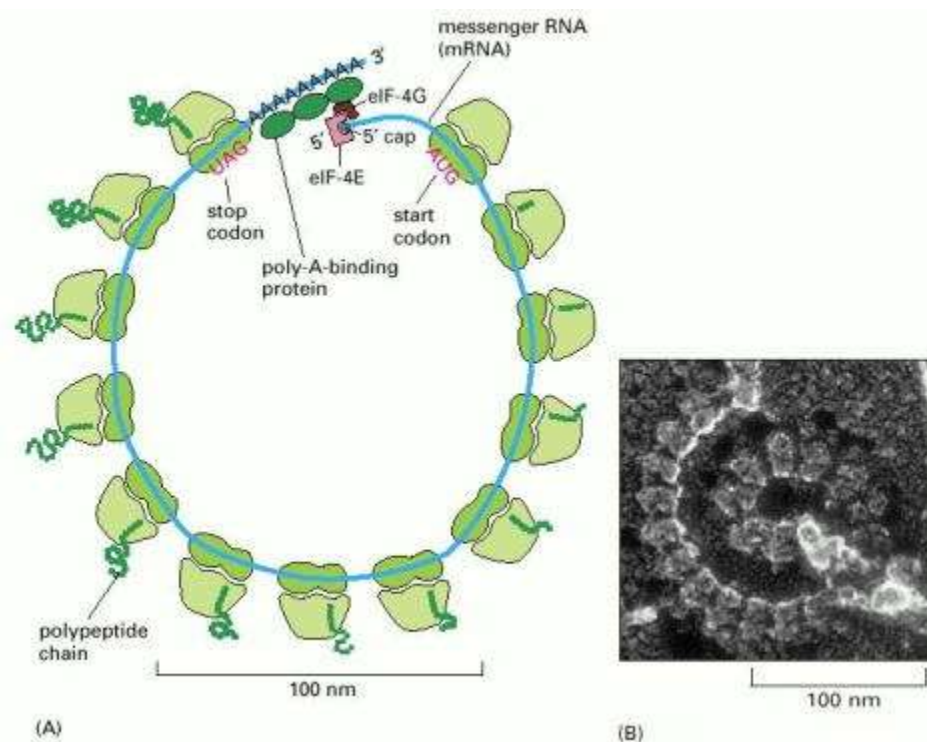 messenger RNA
(mRNA)
AAAAAAAAA 3'
eIF-4G
5' 5' cap
UAG
AUG
eIF-4E
stop
codon
start
codon
poly-A-binding
protein
polypeptide
chain
100 nm
100 nm
(A)
(B)